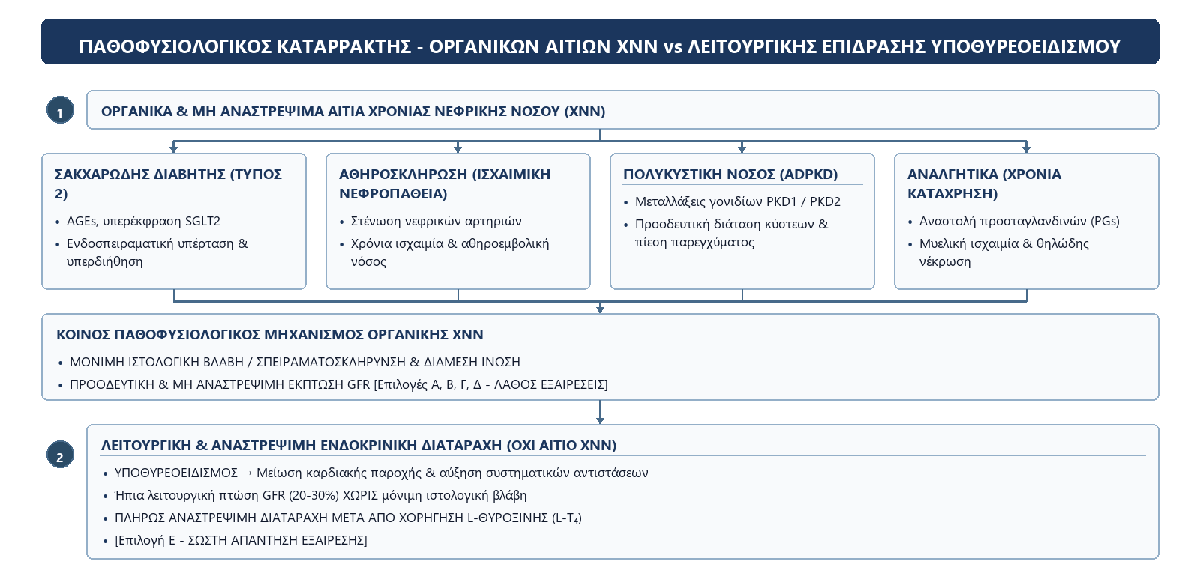 ΠΑΘΟΦΥΣΙΟΛΟΓΙΚΟΣ ΚΑΤΑΡΡΑΚΤΗΣ - ΟΡΓΑΝΙΚΩΝ ΑΙΤΙΩΝ ΧΝΝ vs ΛΕΙΤΟΥΡΓΙΚΗΣ ΕΠΙΔΡΑΣΗΣ ΥΠΟΘΥΡΕΟΕΙΔΙΣΜΟΥ
1
ΟΡΓΑΝΙΚΑ & ΜΗ ΑΝΑΣΤΡΕΨΙΜΑ ΑΙΤΙΑ ΧΡΟΝΙΑΣ ΝΕΦΡΙΚΗΣ ΝΟΣΟΥ (ΧΝΝ)
ΣΑΚΧΑΡΩΔΗΣ ΔΙΑΒΗΤΗΣ (ΤΥΠΟΣ
2)
• AGEs, υπερέκφραση SGLT2
• Ενδοσπειραματική υπέρταση &
υπερδιήθηση
ΑΘΗΡΟΣΚΛΗΡΩΣΗ (ΙΣΧΑΙΜΙΚΗ
ΝΕΦΡΟΠΑΘΕΙΑ)
• Στένωση νεφρικών αρτηριών
• Χρόνια ισχαιμία & αθηροεμβολική
νόσος
ΠΟΛΥΚΥΣΤΙΚΗ ΝΟΣΟΣ (ADPKD)
• Μεταλλάξεις γονιδίων PKD1 / PKD2
• Προοδευτική διάταση κύστεων &
πίεση παρεγχύματος
ΑΝΑΛΓΗΤΙΚΑ (ΧΡΟΝΙΑ
ΚΑΤΑΧΡΗΣΗ)
• Αναστολή προσταγλανδινών (PGs)
• Μυελική ισχαιμία & θηλώδης
νέκρωση
ΚΟΙΝΟΣ ΠΑΘΟΦΥΣΙΟΛΟΓΙΚΟΣ ΜΗΧΑΝΙΣΜΟΣ ΟΡΓΑΝΙΚΗΣ ΧΝΝ
• ΜΟΝΙΜΗ ΙΣΤΟΛΟΓΙΚΗ ΒΛΑΒΗ / ΣΠΕΙΡΑΜΑΤΟΣΚΛΗΡΥΝΣΗ & ΔΙΑΜΕΣΗ ΙΝΩΣΗ
• ΠΡΟΟΔΕΥΤΙΚΗ & ΜΗ ΑΝΑΣΤΡΕΨΙΜΗ ΕΚΠΤΩΣΗ GFR [Επιλογές Α, Β, Γ, Δ - ΛΑΘΟΣ ΕΞΑΙΡΕΣΕΙΣ]
2
ΛΕΙΤΟΥΡΓΙΚΗ & ΑΝΑΣΤΡΕΨΙΜΗ ΕΝΔΟΚΡΙΝΙΚΗ ΔΙΑΤΑΡΑΧΗ (ΟΧΙ ΑΙΤΙΟ ΧΝΝ)
• ΥΠΟΘΥΡΕΟΕΙΔΙΣΜΟΣ → Μείωση καρδιακής παροχής & αύξηση συστηματικών αντιστάσεων
• Ήπια λειτουργική πτώση GFR (20-30%) ΧΩΡΙΣ μόνιμη ιστολογική βλάβη
• ΠΛΗΡΩΣ ΑΝΑΣΤΡΕΨΙΜΗ ΔΙΑΤΑΡΑΧΗ ΜΕΤΑ ΑΠΟ ΧΟΡΗΓΗΣΗ L-ΘΥΡΟΞΙΝΗΣ (L-T₄)
• [Επιλογή Ε - ΣΩΣΤΗ ΑΠΑΝΤΗΣΗ ΕΞΑΙΡΕΣΗΣ]